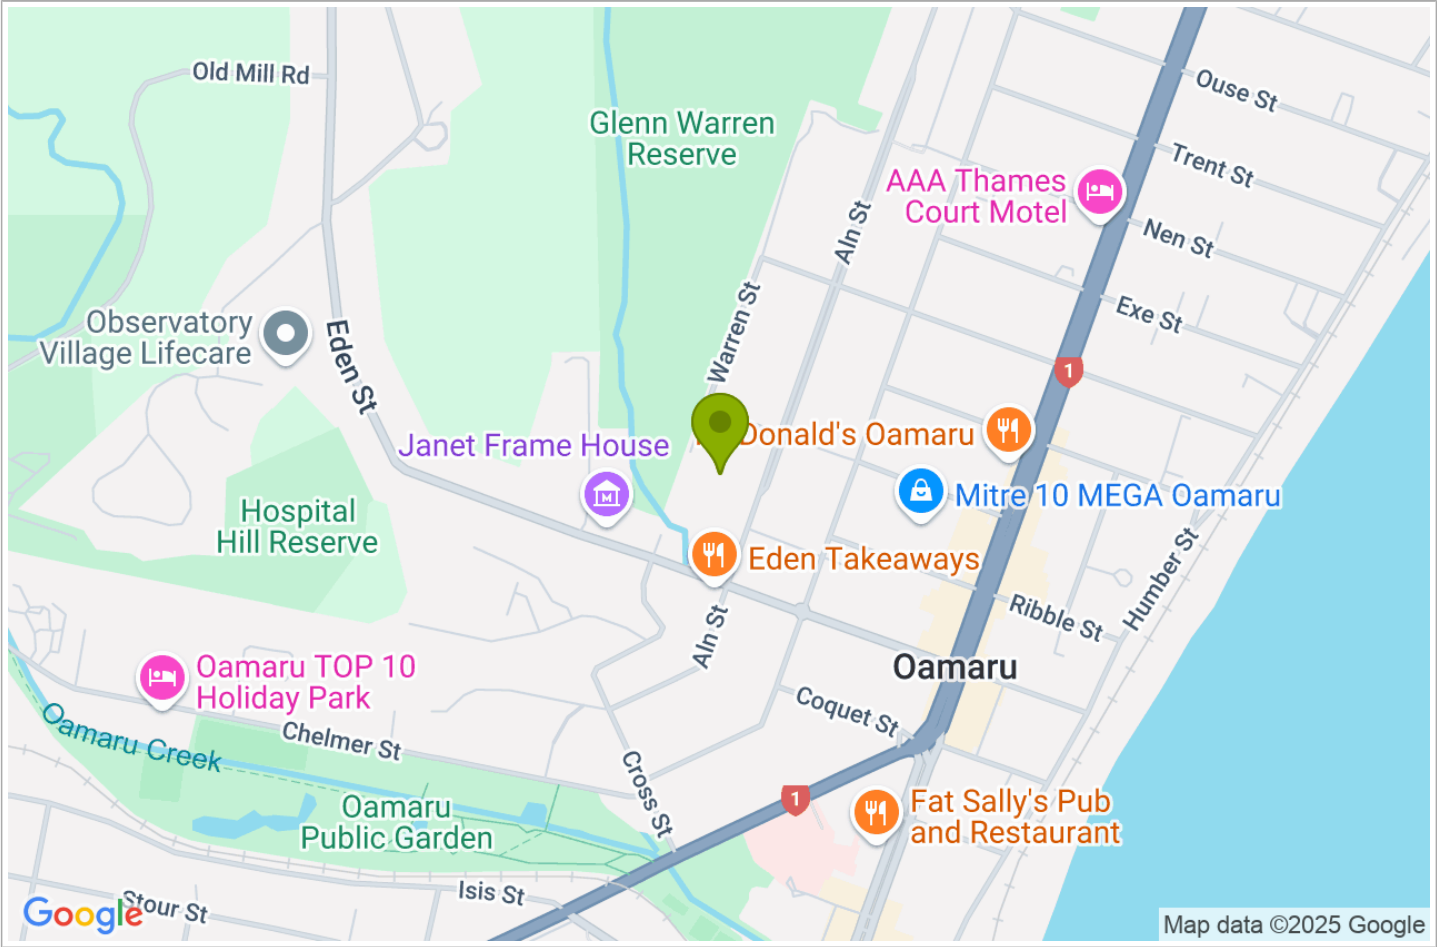 Old Mill Rd
Ouse St
Glenn Warren
Reserve
Trent St
AAA Thames
Court Motel
Aln St
Nen St
Warren St
Exe St
Observatory
Village Lifecare
Eden St
1
Donald's Oamaru
Janet Frame House
Mitre 10 MEGA Oamaru
Hospital
Hill Reserve
M
Eden Takeaways
Humber St
Ribble St
Aln St
Oamaru
Oamaru TOP 10
Holiday Park
Coquet St
Oamaru Creek
Chelmer St
Cross St
1
Fat Sally's Pub
and Restaurant
Oamaru
Public Garden
Isis St
Stour St
Google
Map data ©2025 Google